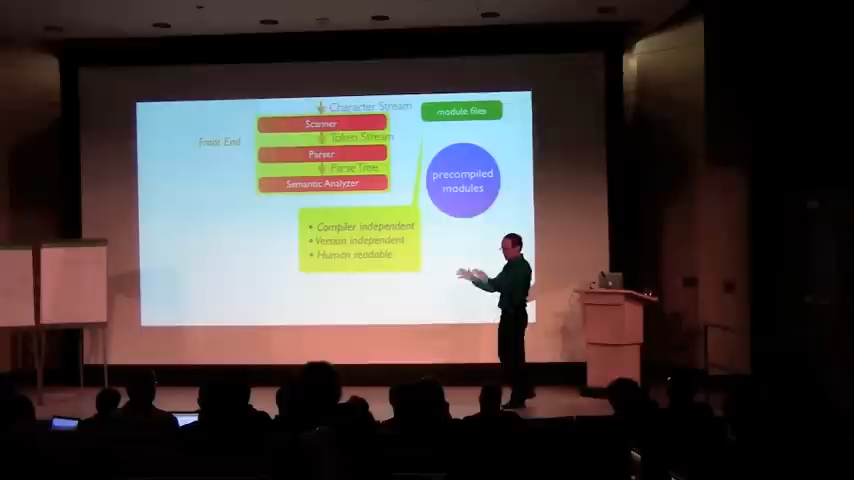 Character Stream
module files
Scanner
Front End
Token Stream
Parser
Parse Tree
precompiled
modules
Semantic Analyzer
• Compiler independent
• Version independent
• Human readable